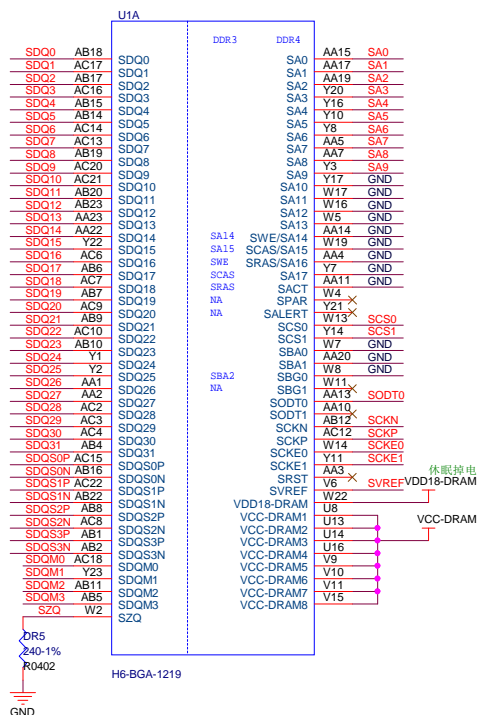 U1A
DDR3 DDR4
SDQ0 AB18 SDQ0 SA0 AA15 SA0
SDQ1 AC17 SDQ1 SA1 AA17 SA1
SDQ2 AB17 SDQ2 SA2 AA19 SA2
SDQ3 AC16 SDQ3 SA3 Y20 SA3
SDQ4 AB15 SDQ4 SA4 Y16 SA4
SDQ5 AB14 SDQ5 SA5 Y10 SA5
SDQ6 AC14 SDQ6 SA6 Y8 SA6
SDQ7 AC13 SDQ7 SA7 AA5 SA7
SDQ8 AB19 SDQ8 SA8 AA7 SA8
SDQ9 AC20 SDQ9 SA9 Y3 SA9
SDQ10 AC21 SDQ10 SA10 Y17 GND
SDQ11 AB20 SDQ11 SA11 W17 GND
SDQ12 AB23 SDQ12 SA12 W16 GND
SDQ13 AA23 SDQ13 SA13 W5 GND
SDQ14 AA22 SDQ14 SA14 SWE/SA14 AA14 GND
SDQ15 Y22 SDQ15 SA15 SCAS/SA15 W19 GND
SDQ16 AC6 SDQ16 SWE SRAS/SA16 AA4 GND
SDQ17 AB6 SDQ17 SCAS SA17 Y7 GND
SDQ18 AC7 SDQ18 SRAS SACT AA11 GND
SDQ19 AB7 SDQ19 NA SPAR W4
SDQ20 AC9 SDQ20 NA SALERT Y21
SDQ21 AB9 SDQ21 SCS0 W13 SCS0
SDQ22 AC10 SDQ22 SCS1 Y14 SCS1
SDQ23 AB10 SDQ23 SBA0 W7 GND
SDQ24 Y1 SDQ24 SBA1 AA20 GND
SDQ25 Y2 SDQ25 SBA2 SBG0 W8 GND
SDQ26 AA1 SDQ26 NA SBG1 W11
SDQ27 AA2 SDQ27 SODT0 AA13 SODT0
SDQ28 AC2 SDQ28 SODT1 AA10
SDQ29 AC3 SDQ29 SCKN AB12 SCKN
SDQ30 AC4 SDQ30 SCKP AC12 SCKP
SDQ31 AB4 SDQ31 SCKE0 W14 SCKE0
SDQS0P AC15 SDQS0P SCKE1 Y11 SCKE1
SDQS0N AB16 SDQS0N SRST AA3 休眠掉电
SDQS1P AC22 SDQS1P SVREF V6 SVREF VDD18-DRAM
SDQS1N AB22 SDQS1N VDD18-DRAM W22
SDQS2P AB8 SDQS2P VCC-DRAM1 U8
SDQS2N AC8 SDQS2N VCC-DRAM2 U13 VCC-DRAM
SDQS3P AB1 SDQS3P VCC-DRAM3 U14
SDQS3N AB2 SDQS3N VCC-DRAM4 U16
SDQM0 AC18 SDQM0 VCC-DRAM5 V9
SDQM1 Y23 SDQM1 VCC-DRAM6 V10
SDQM2 AB11 SDQM2 VCC-DRAM7 V11
SDQM3 AB5 SDQM3 VCC-DRAM8 V15
SZQ W2 SZQ
DR5
240-1%
R0402
H6-BGA-1219
GND